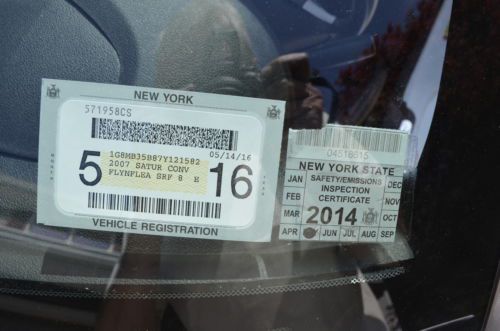 NEW YORK
571958CS
1G8MB35B87Y121582
05/14/16
2007 SATUR CONV
FLYNFLEA SRF 8 E
5 16
VEHICLE REGISTRATION
04518615
NEW YORK STATE
SAFETY/EMISSIONS
INSPECTION
CERTIFICATE
2014
JAN DEC
FEB NOV
MAR OCT
APR JUN JUL AUG SEP